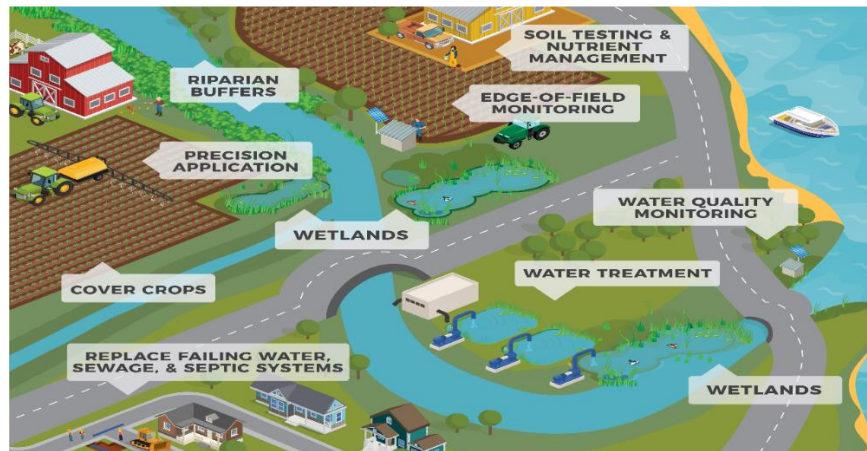 SOIL TESTING &
NUTRIENT
MANAGEMENT
RIPARIAN
BUFFERS
EDGE-OF-FIELD
MONITORING
PRECISION
APPLICATION
WATER QUALITY
MONITORING
WETLANDS
WATER TREATMENT
COVER CROPS
REPLACE FAILING WATER,
SEWAGE, & SEPTIC SYSTEMS
WETLANDS